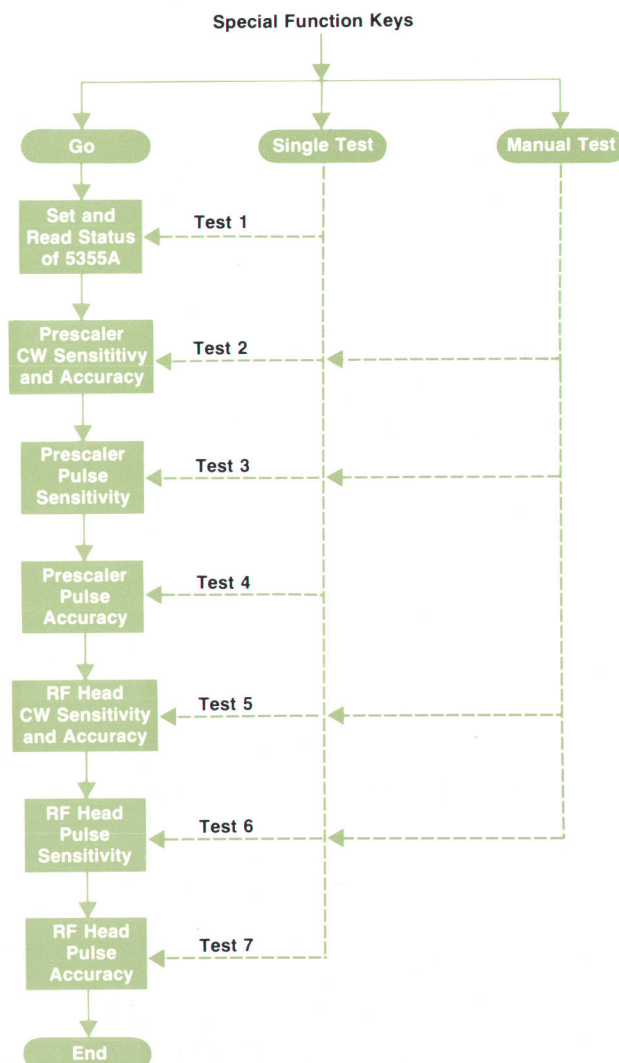 Special Function Keys
Go
Single Test
Manual Test
Set and
Read Status
of 5355A
Test 1
Prescaler
CW Sensititivy
and Accuracy
Test 2
Prescaler
Pulse
Sensitivity
Test 3
Prescaler
Pulse
Accuracy
Test 4
RF Head
CW Sensitivity
and Accuracy
Test 5
RF Head
Pulse
Sensitivity
Test 6
RF Head
Pulse
Accuracy
Test 7
End